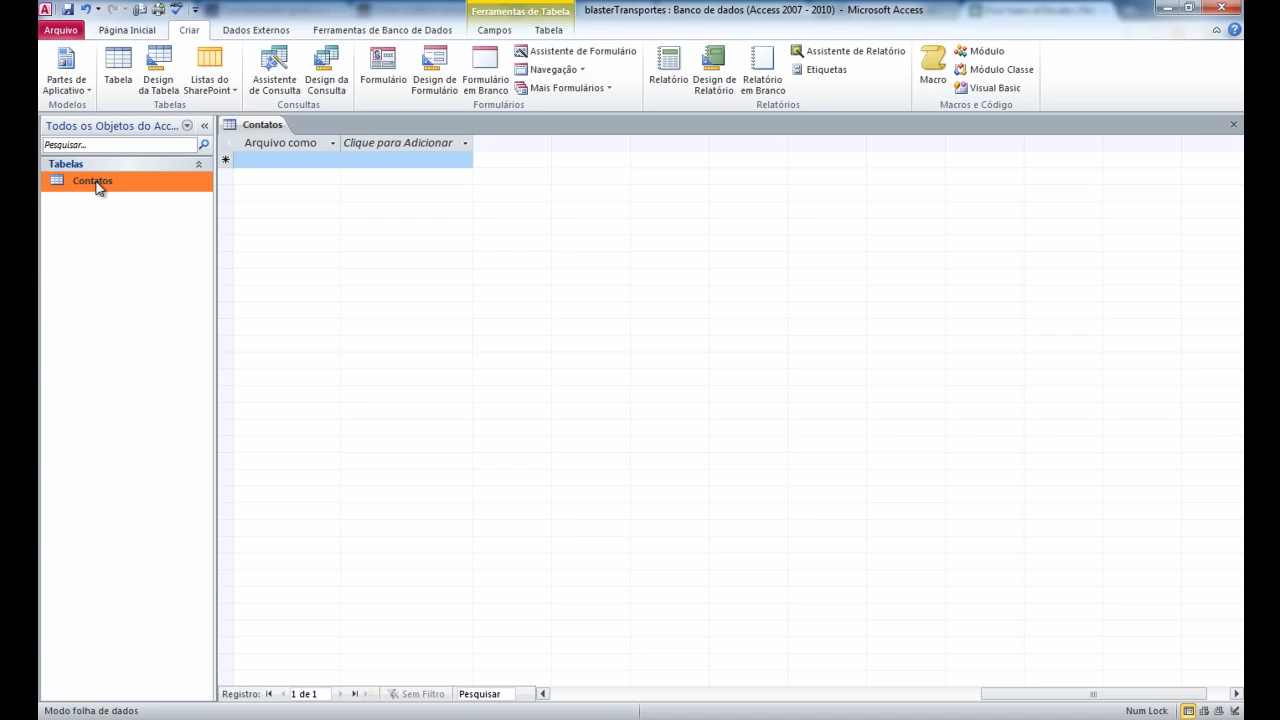 Ferramentas de Tabela
blasterTransportes : Banco de dados (Access 2007 - 2010) - Microsoft Access
Arquivo
Página Inicial
Criar
Dados Externos
Ferramentas de Banco de Dados
Campos
Tabela
Partes de
Aplicativo
Modelos
Tabela
Design
da Tabela
Listas do
SharePoint
Tabelas
Assistente
de Consulta
Design da
Consulta
Consultas
Formulário
Design de
Formulário
Formulário
em Branco
Assistente de Formulário
Navegação
Mais Formulários
Formulários
Relatório
Design de
Relatório
Relatório
em Branco
Assistente de Relatório
Etiquetas
Relatórios
Macro
Módulo
Módulo Classe
Visual Basic
Macros e Código
Todos os Objetos do Acc...
Pesquisar...
Tabelas
Contatos
Contatos
Arquivo como
Clique para Adicionar
Registro:
1 de 1
Sem Filtro
Pesquisar
Modo folha de dados
Num Lock